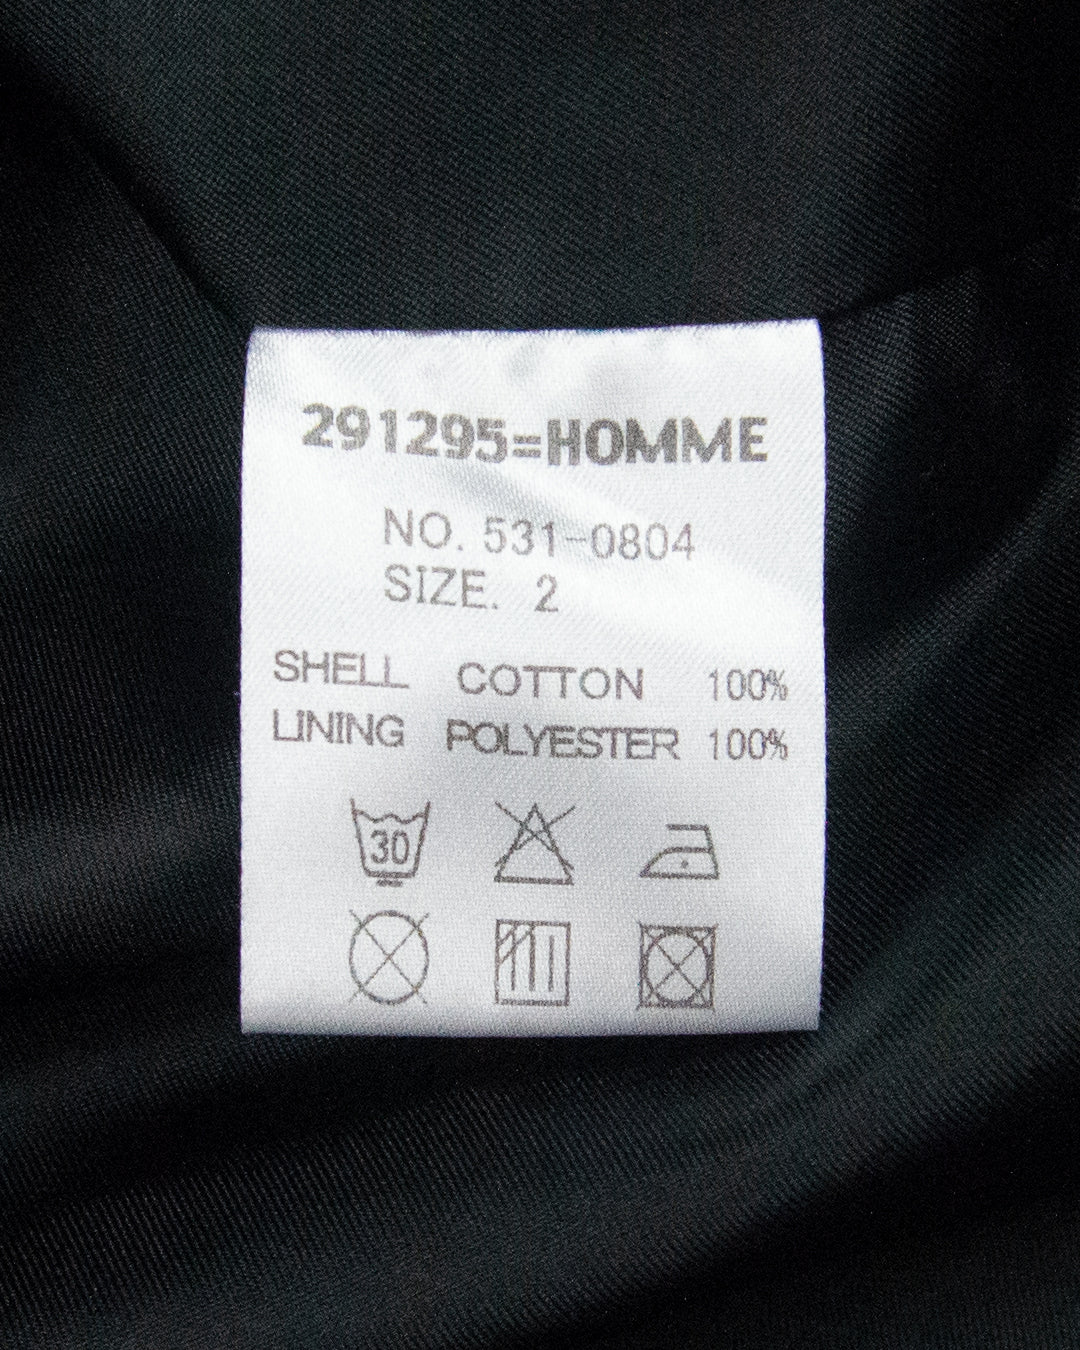 291295=HOMME
NO. 531-0804
SIZE. 2
SHELL COTTON 100%
LINING POLYESTER 100%
30